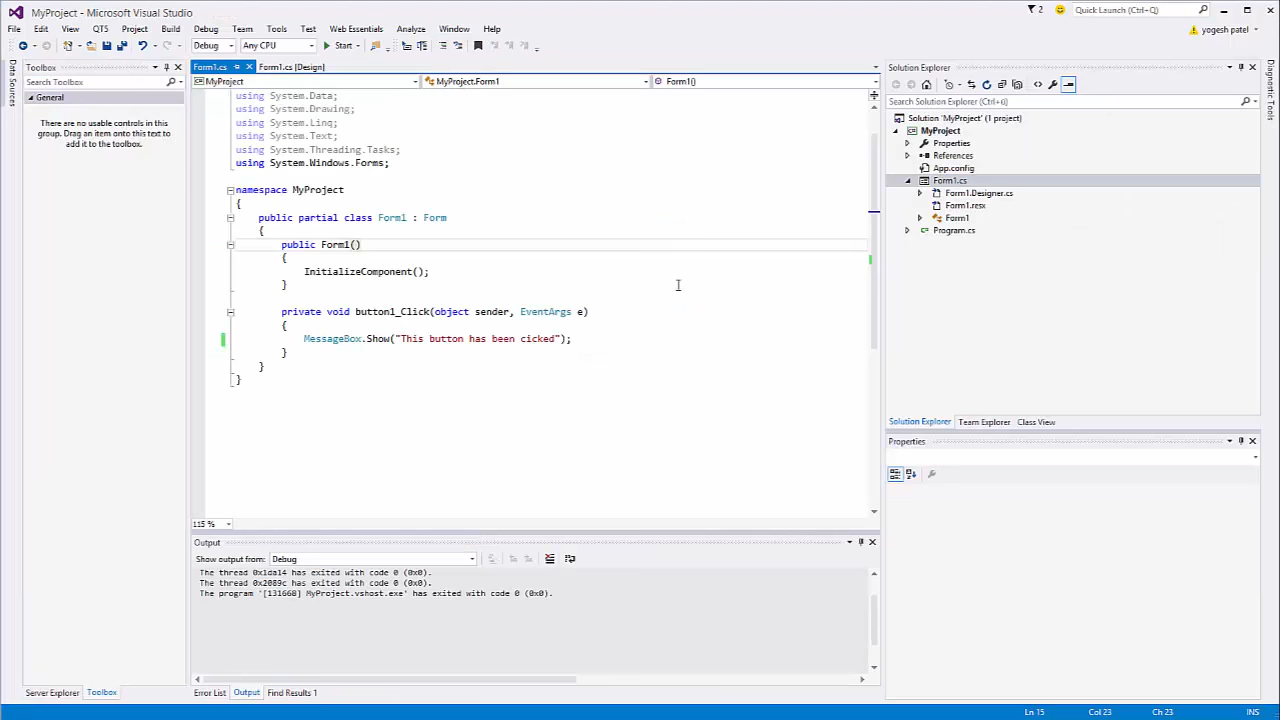 MyProject - Microsoft Visual Studio
2
Quick Launch (Ctrl+Q)
File Edit View QTS Project Build Debug Team Tools Test Web Essentials Analyze Window Help
yogesh patel
Debug Any CPU Start
Data Sources
Toolbox
Search Toolbox
General
There are no usable controls in this
group. Drag an item onto this text to
add it to the toolbox.
Form1.cs Form1.cs [Design]
MyProject MyProject.Form1 Form1()
using System.Data;
using System.Drawing;
using System.Linq;
using System.Text;
using System.Threading.Tasks;
using System.Windows.Forms;
namespace MyProject
{
public partial class Form1 : Form
{
public Form1()
{
InitializeComponent();
}
private void button1_Click(object sender, EventArgs e)
{
MessageBox.Show("This button has been cicked");
}
}
}
115 %
Output
Show output from: Debug
The thread 0x1da14 has exited with code 0 (0x0).
The thread 0x2089c has exited with code 0 (0x0).
The program '[131668] MyProject.vshost.exe' has exited with code 0 (0x0).
Server Explorer Toolbox
Error List Output Find Results 1
Solution Explorer
Search Solution Explorer (Ctrl+ů)
Solution 'MyProject' (1 project)
MyProject
Properties
References
App.config
Form1.cs
Form1.Designer.cs
Form1.resx
Form1
Program.cs
Solution Explorer Team Explorer Class View
Properties
Diagnostic Tools
Ln 15 Col 23 Ch 23 INS